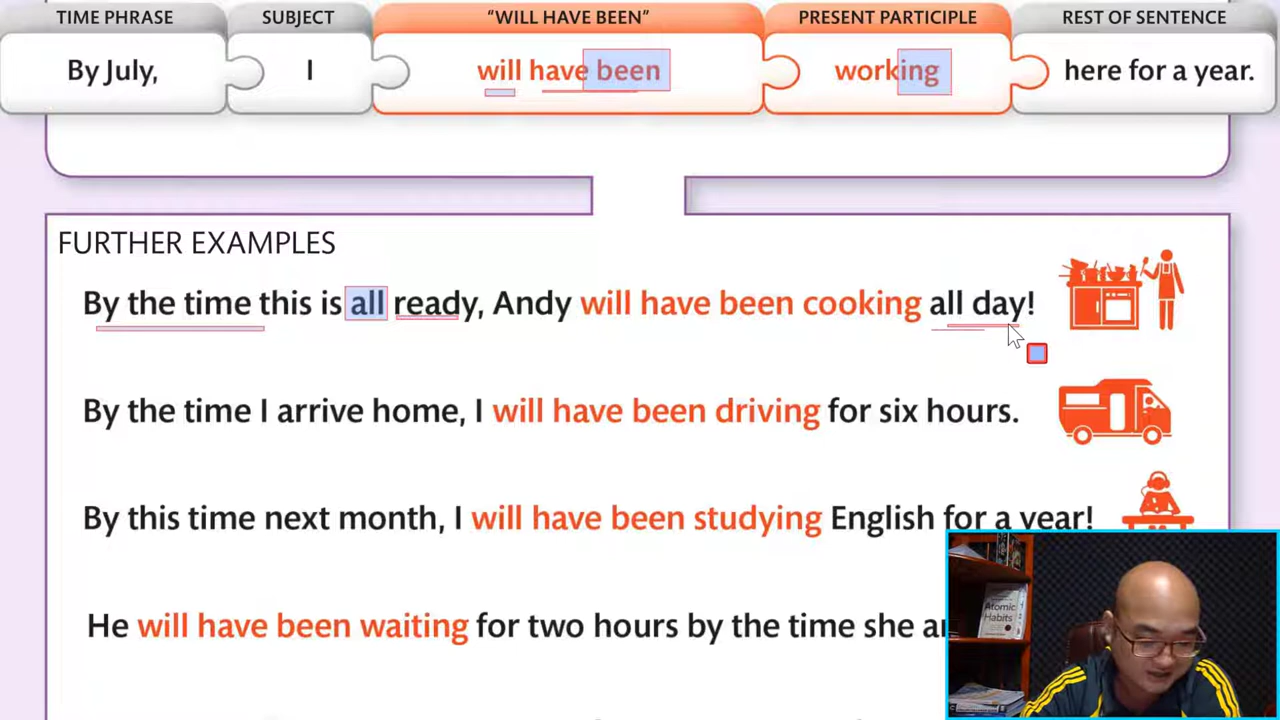 TIME PHRASE SUBJECT “WILL HAVE BEEN” PRESENT PARTICIPLE REST OF SENTENCE
By July, I will have been working here for a year.
FURTHER EXAMPLES
By the time this is all ready, Andy will have been cooking all day!
By the time I arrive home, I will have been driving for six hours.
By this time next month, I will have been studying English for a year!
He will have been waiting for two hours by the time she
Atomic
Habits